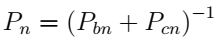 $P_n = (P_{bn} + P_{cn})^{-1}$